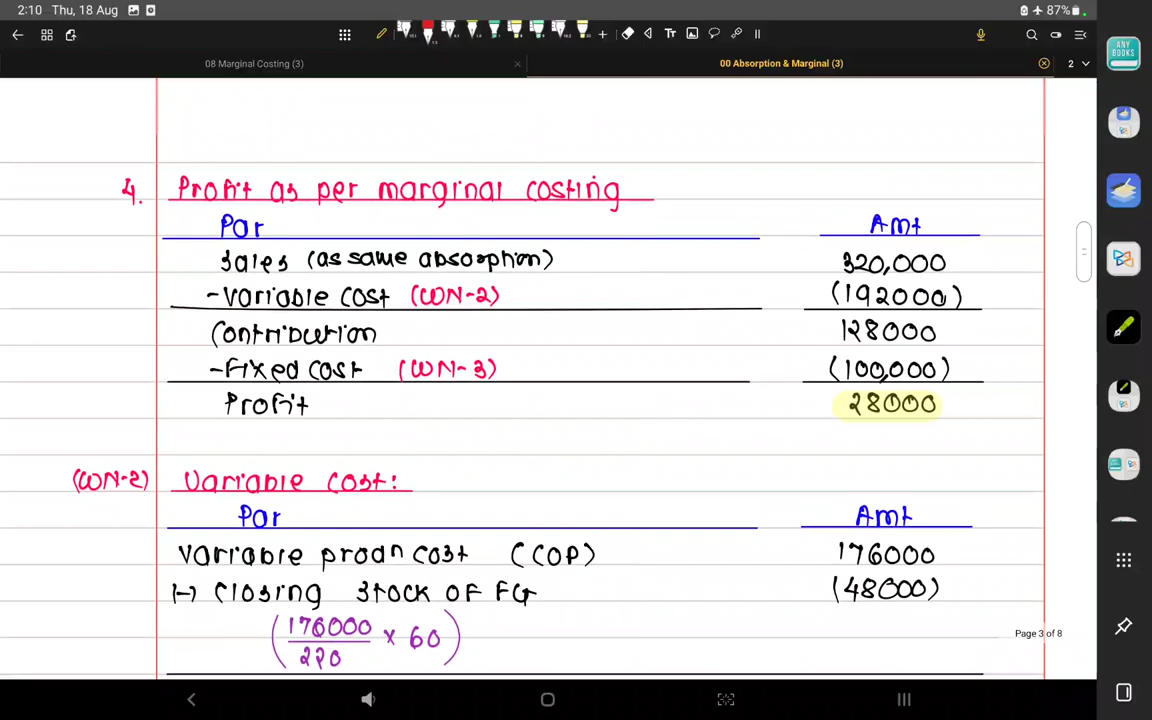 2:10 Thu, 18 Aug 87%
08 Marginal Costing (3) 00 Absorption & Marginal (3) 2
ANY BOOKS
4. Profit as per marginal costing
Par Amt
Sales (as same absorption) 320,000
-Variable cost (WN-2) (192000)
Contribution 128000
-Fixed cost (WN-3) (100,000)
Profit 28000
(WN-2) Variable cost:
Par Amt
Variable prodn cost (COP) 176000
(-) Closing Stock of FG (48000)
(176000/220 × 60)
Page 3 of 8